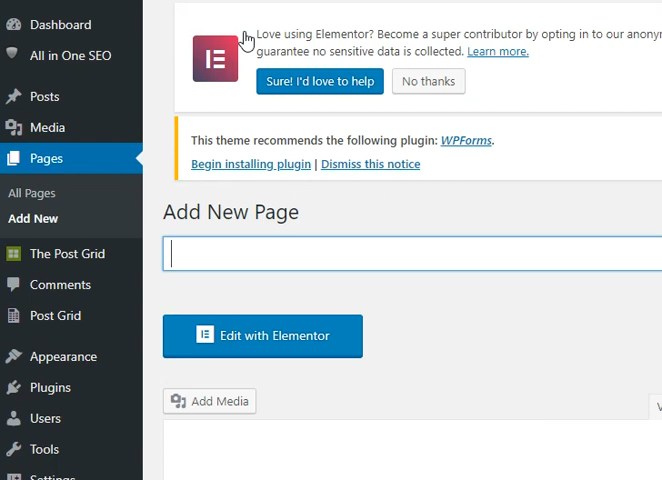 Dashboard
All in One SEO
Posts
Media
Pages
All Pages
Add New
The Post Grid
Comments
Post Grid
Appearance
Plugins
Users
Tools
Settings
Love using Elementor? Become a super contributor by opting in to our
guarantee no sensitive data is collected. Learn more.
Sure! I'd love to help
No thanks
This theme recommends the following plugin: WPForms.
Begin installing plugin | Dismiss this notice
Add New Page
Edit with Elementor
Add Media